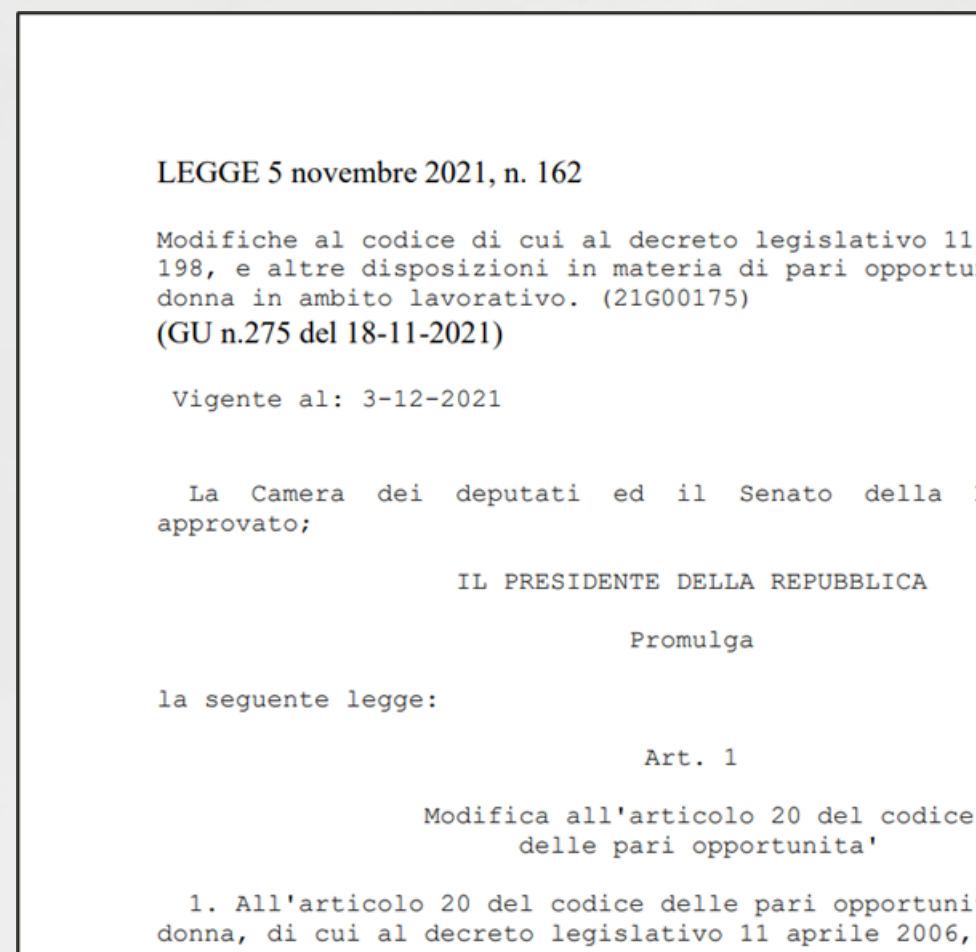 LEGGE 5 novembre 2021, n. 162
Modifiche al codice di cui al decreto legislativo 11
198, e altre disposizioni in materia di pari
donna in ambito lavorativo. (21G00175)
(GU n.275 del 18-11-2021)
Vigente al: 3-12-2021
La Camera dei deputati ed il Senato della
approvato;
IL PRESIDENTE DELLA REPUBBLICA
Promulga
la seguente legge:
Art. 1
Modifica all'articolo 20 del codice
delle pari opportunita'
1. All'articolo 20 del codice delle pari
donna, di cui al decreto legislativo 11 aprile 2006,